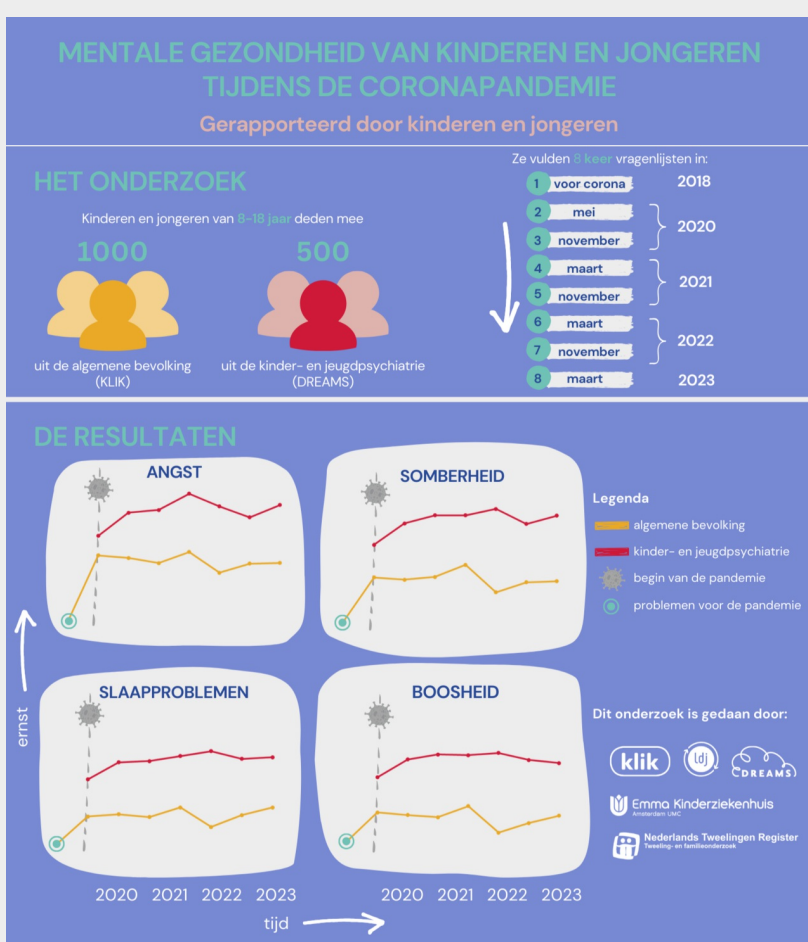 MENTALE GEZONDHEID VAN KINDEREN EN JONGEREN
TIJDENS DE CORONAPANDEMIE
Gerapporteerd door kinderen en jongeren
HET ONDERZOEK
Kinderen en jongeren van 8-18 jaar deden mee
1000
uit de algemene bevolking
(KLIK)
500
uit de kinder- en jeugdpsychiatrie
(DREAMS)
Ze vulden 8 keer vragenlijsten in:
1 voor corona 2018
2 mei
3 november
2020
4 maart
5 november
2021
6 maart
7 november
2022
8 maart 2023
DE RESULTATEN
ANGST
SOMBERHEID
Legenda
algemene bevolking
kinder- en jeugdpsychiatrie
begin van de pandemie
problemen voor de pandemie
ernst
SLAAPPROBLEMEN
BOOSHEID
2020 2021 2022 2023
2020 2021 2022 2023
tijd
Dit onderzoek is gedaan door:
klik
ldj
DREAMS
Emma Kinderziekenhuis
Amsterdam UMC
Nederlands Tweelingen Register
Tweeling- en familieonderzoek